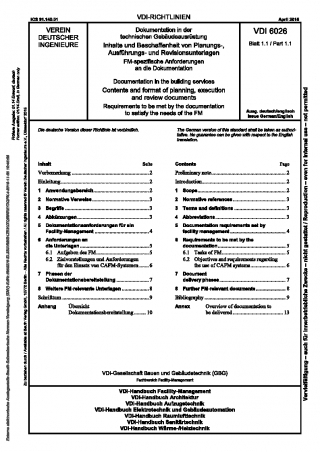 ICS 91.140.01
VDI-RICHTLINIEN
April 2016
VEREIN
DEUTSCHER
INGENIEURE
Dokumentation in der
technischen Gebäudeausrüstung
Inhalte und Beschaffenheit von Planungs-,
Ausführungs- und Revisionsunterlagen
FM-spezifische Anforderungen
an die Dokumentation
Documentation in the building services
Contents and format of planning, execution
and review documents
Requirements to be met by the documentation
to satisfy the needs of the FM
VDI 6026
Blatt 1.1 / Part 1.1
Ausg. deutsch/englisch
Issue German/English
Die deutsche Version dieser Richtlinie ist verbindlich.
The German version of this standard shall be taken as authori-
tative. No guarantee can be given with respect to the English
translation.
Inhalt Seite
Vorbemerkung 2
Einleitung 2
1 Anwendungsbereich 2
2 Normative Verweise 3
3 Begriffe 3
4 Abkürzungen 3
5 Dokumentationsanforderungen für ein
Facility-Management 4
6 Anforderungen an
die Unterlagen 5
6.1 Aufgaben des FM 5
6.2 Zielvorstellungen und Anforderungen
für den Einsatz von CAFM-Systemen 6
7 Phasen der
Dokumentationsbereitstellung 7
8 Weitere FM-relevante Unterlagen 8
Schrifttum 9
Anhang Übersicht
Dokumentationsbereitstellung 10
Contents Page
Preliminary note 2
Introduction 2
1 Scope 2
2 Normative references 3
3 Terms and definitions 3
4 Abbreviations 3
5 Documentation requirements set by
facility management 4
6 Requirements to be met by the
documentation 5
6.1 Tasks of FM 5
6.2 Objectives and requirements regarding
the use of CAFM systems 6
7 Document
delivery phases 7
8 Further FM-relevant documents 8
Bibliography 9
Annex Overview of documentation to
be delivered 13
VDI-Gesellschaft Bauen und Gebäudetechnik (GBG)
Fachbereich Facility-Management
VDI-Handbuch Facility-Management
VDI-Handbuch Architektur
VDI-Handbuch Aufzugstechnik
VDI-Handbuch Elektrotechnik und Gebäudeautomation
VDI-Handbuch Raumlufttechnik
VDI-Handbuch Sanitärtechnik
VDI-Handbuch Wärme-/Heiztechnik
Vervielfältigung – auch für innerbetriebliche Zwecke – nicht gestattet / Reproduction – even for internal use – not permitted